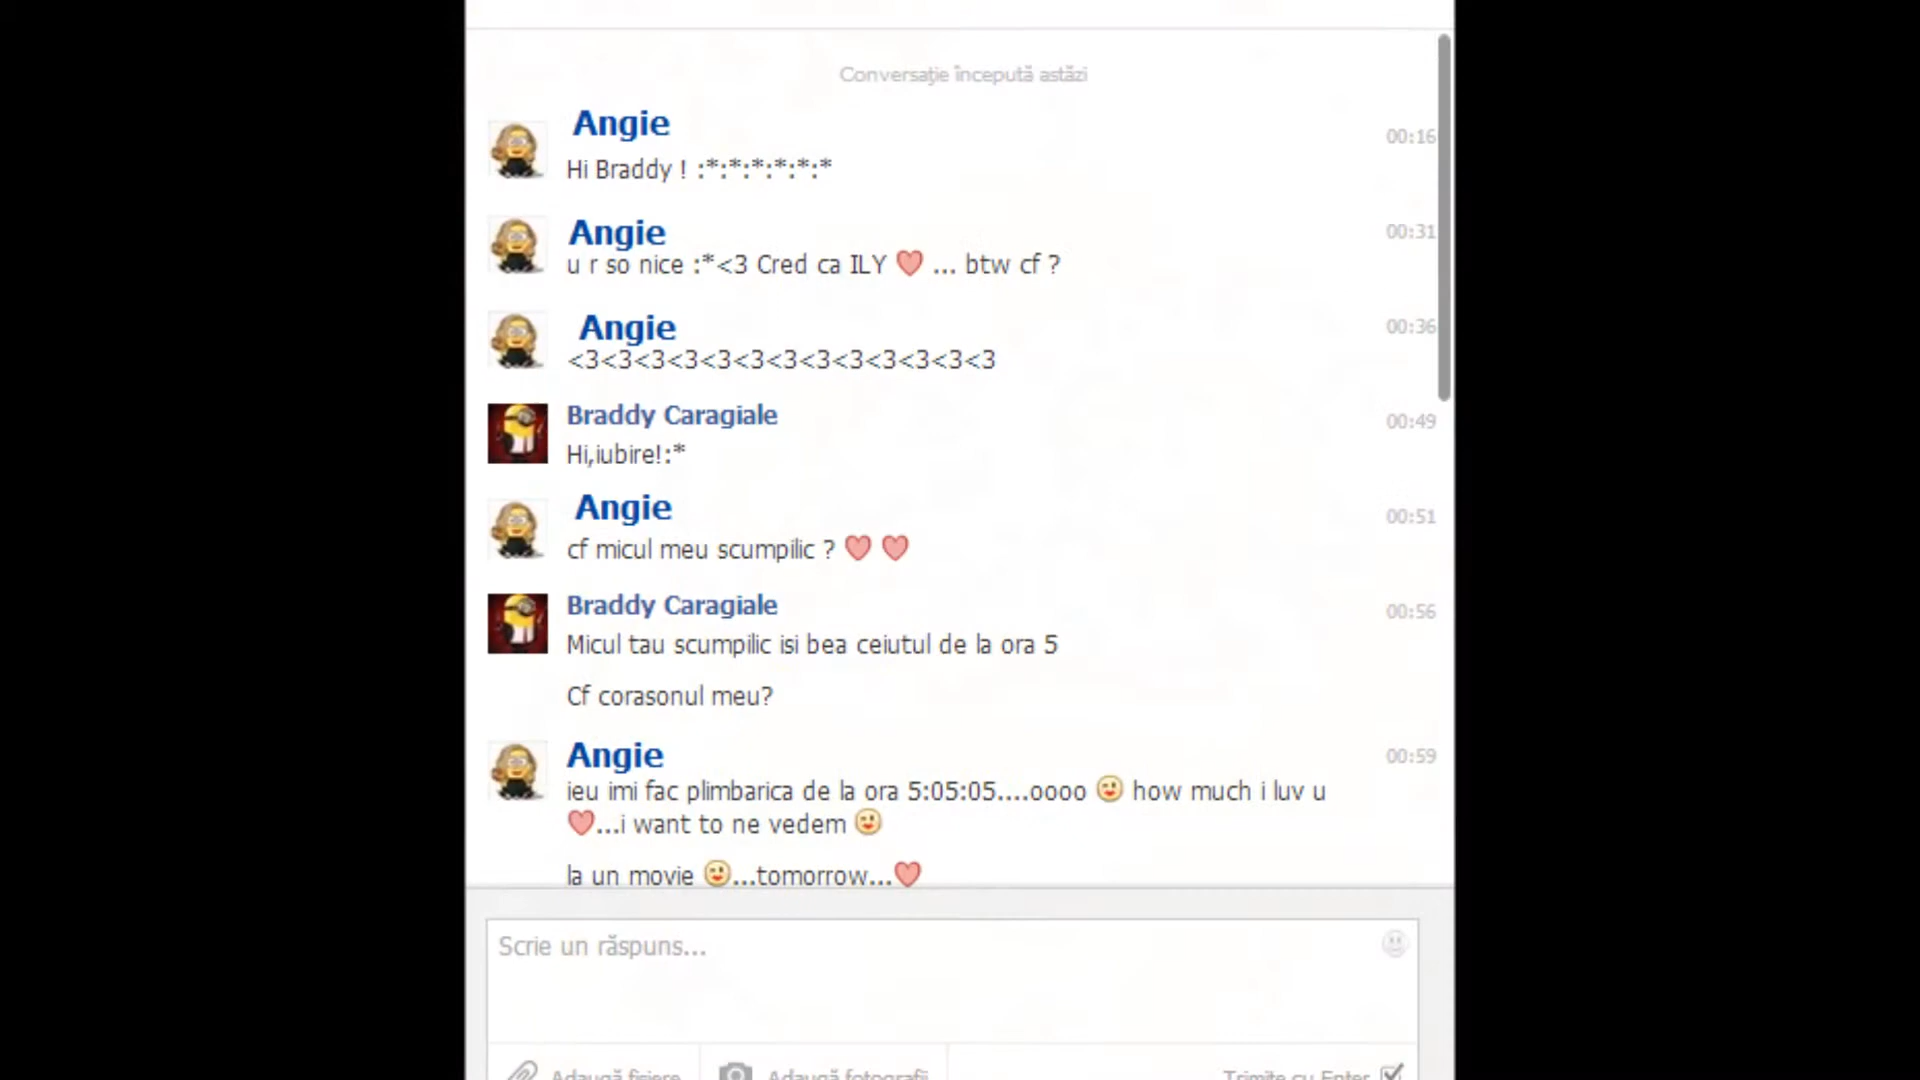 Conversaţie începută astăzi
Angie
00:16
Hi Braddy ! :*:*:*:*:*:*
Angie
00:31
u r so nice :*<3 Cred ca ILY ❤ ... btw cf ?
Angie
00:36
<3<3<3<3<3<3<3<3<3<3<3<3<3
Braddy Caragiale
00:49
Hi,iubire!:*
Angie
00:51
cf micul meu scumpilic ? ❤ ❤
Braddy Caragiale
00:56
Micul tau scumpilic isi bea ceiutul de la ora 5
Cf corasonul meu?
Angie
00:59
ieu imi fac plimbarica de la ora 5:05:05....oooo 😘 how much i luv u
❤...i want to ne vedem 😘
la un movie 😘...tomorrow...❤
Scrie un răspuns...
Adaugă fişiere
Adaugă fotografii
Trimite cu Enter